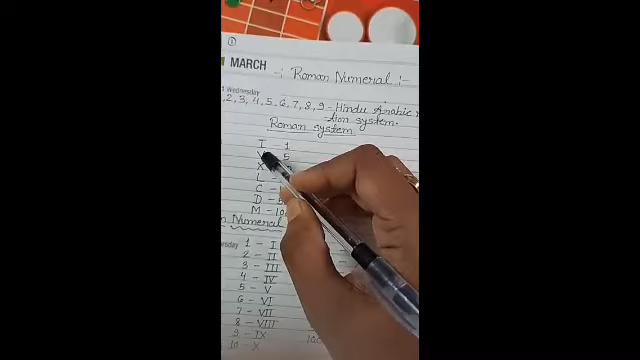 1
MARCH
-: Roman Numeral :-
Wednesday
2, 3, 4, 5, 6, 7, 8, 9 - Hindu Arabic
tion system.
Roman system
I 1
V 5
X
L -
C -
D -
M - 10
Numeral
1 - I
2 - II
3 - III
4 - IV
5 - V
6 - VI
7 - VII
8 - VIII
9 - IX
10 - X